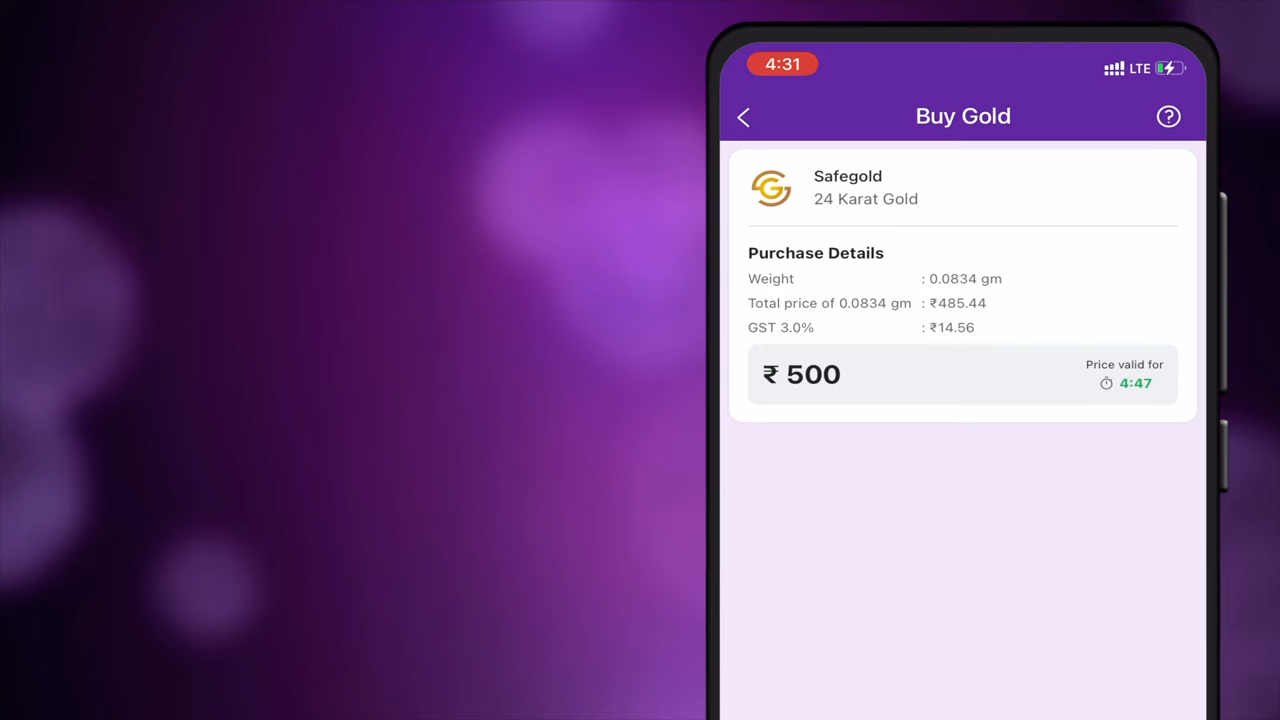 4:31
LTE
Buy Gold
Safegold
24 Karat Gold
Purchase Details
Weight : 0.0834 gm
Total price of 0.0834 gm : ₹485.44
GST 3.0% : ₹14.56
₹ 500
Price valid for
4:47